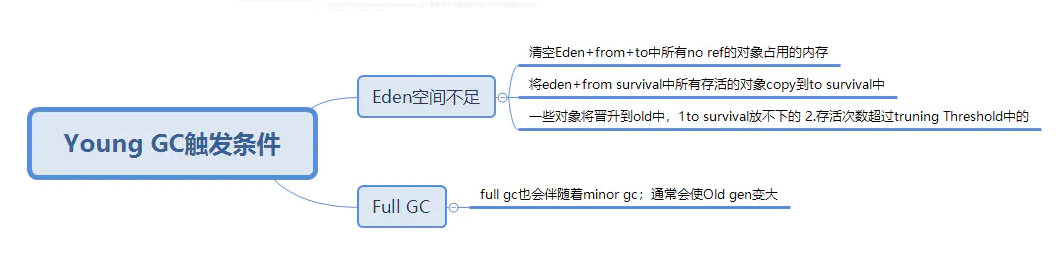 Young GC触发条件
Eden空间不足
清空Eden+from+to中所有no ref的对象占用的内存
将eden+from survival中所有存活的对象copy到to survival中
一些对象将晋升到old中，1to survival放不下的 2.存活次数超过truning Threshold中的
Full GC
full gc也会伴随着minor gc；通常会使Old gen变大